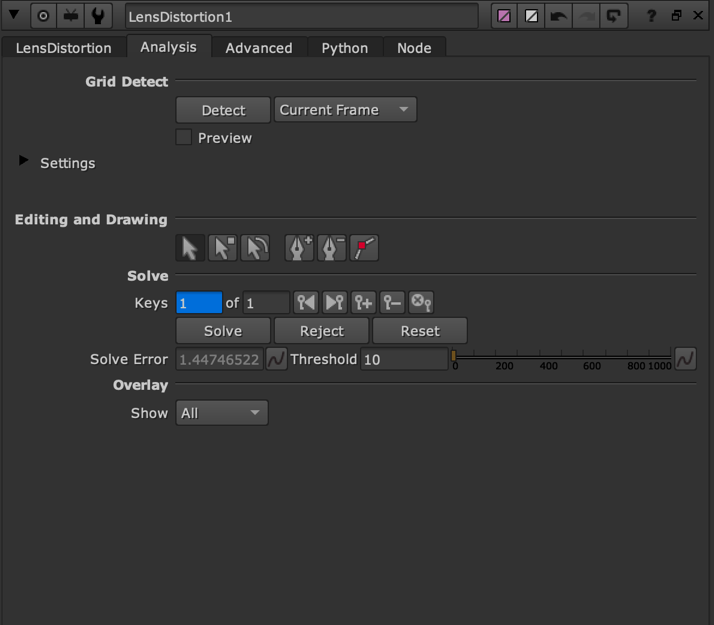 LensDistortion1
?
LensDistortion Analysis Advanced Python Node
Grid Detect
Detect Current Frame
Preview
Settings
Editing and Drawing
Solve
Keys 1 of 1
Solve Reject Reset
Solve Error 1.44746522 Threshold 10
0 200 400 600 800 1000
Overlay
Show All